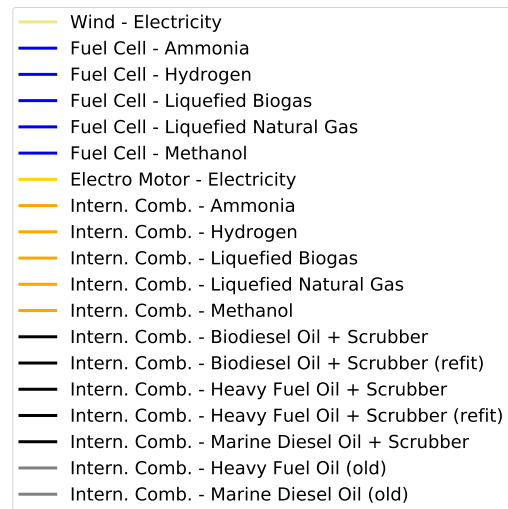 Wind - Electricity
Fuel Cell - Ammonia
Fuel Cell - Hydrogen
Fuel Cell - Liquefied Biogas
Fuel Cell - Liquefied Natural Gas
Fuel Cell - Methanol
Electro Motor - Electricity
Intern. Comb. - Ammonia
Intern. Comb. - Hydrogen
Intern. Comb. - Liquefied Biogas
Intern. Comb. - Liquefied Natural Gas
Intern. Comb. - Methanol
Intern. Comb. - Biodiesel Oil + Scrubber
Intern. Comb. - Biodiesel Oil + Scrubber (refit)
Intern. Comb. - Heavy Fuel Oil + Scrubber
Intern. Comb. - Heavy Fuel Oil + Scrubber (refit)
Intern. Comb. - Marine Diesel Oil + Scrubber
Intern. Comb. - Heavy Fuel Oil (old)
Intern. Comb. - Marine Diesel Oil (old)